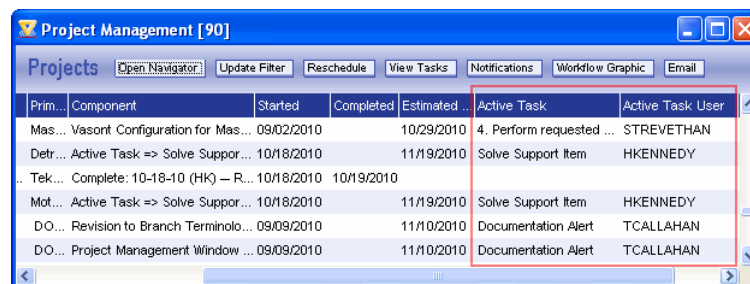 Project Management [90]
Projects Open Navigator Update Filter Reschedule View Tasks Notifications Workflow Graphic Email
Prim... Component Started Completed Estimated ... Active Task Active Task User
Mas... Vasont Configuration for Mas... 09/02/2010 10/29/2010 4. Perform requested ... STREVETHAN
Detr... Active Task => Solve Suppor... 10/18/2010 11/19/2010 Solve Support Item HKENNEDY
.. Tek... Complete: 10-18-10 (HK) — R... 10/18/2010 10/19/2010
Mot... Active Task => Solve Suppor... 10/18/2010 11/19/2010 Solve Support Item HKENNEDY
DO... Revision to Branch Terminolo... 09/09/2010 11/10/2010 Documentation Alert TCALLAHAN
DO... Project Management Window ... 09/09/2010 11/10/2010 Documentation Alert TCALLAHAN